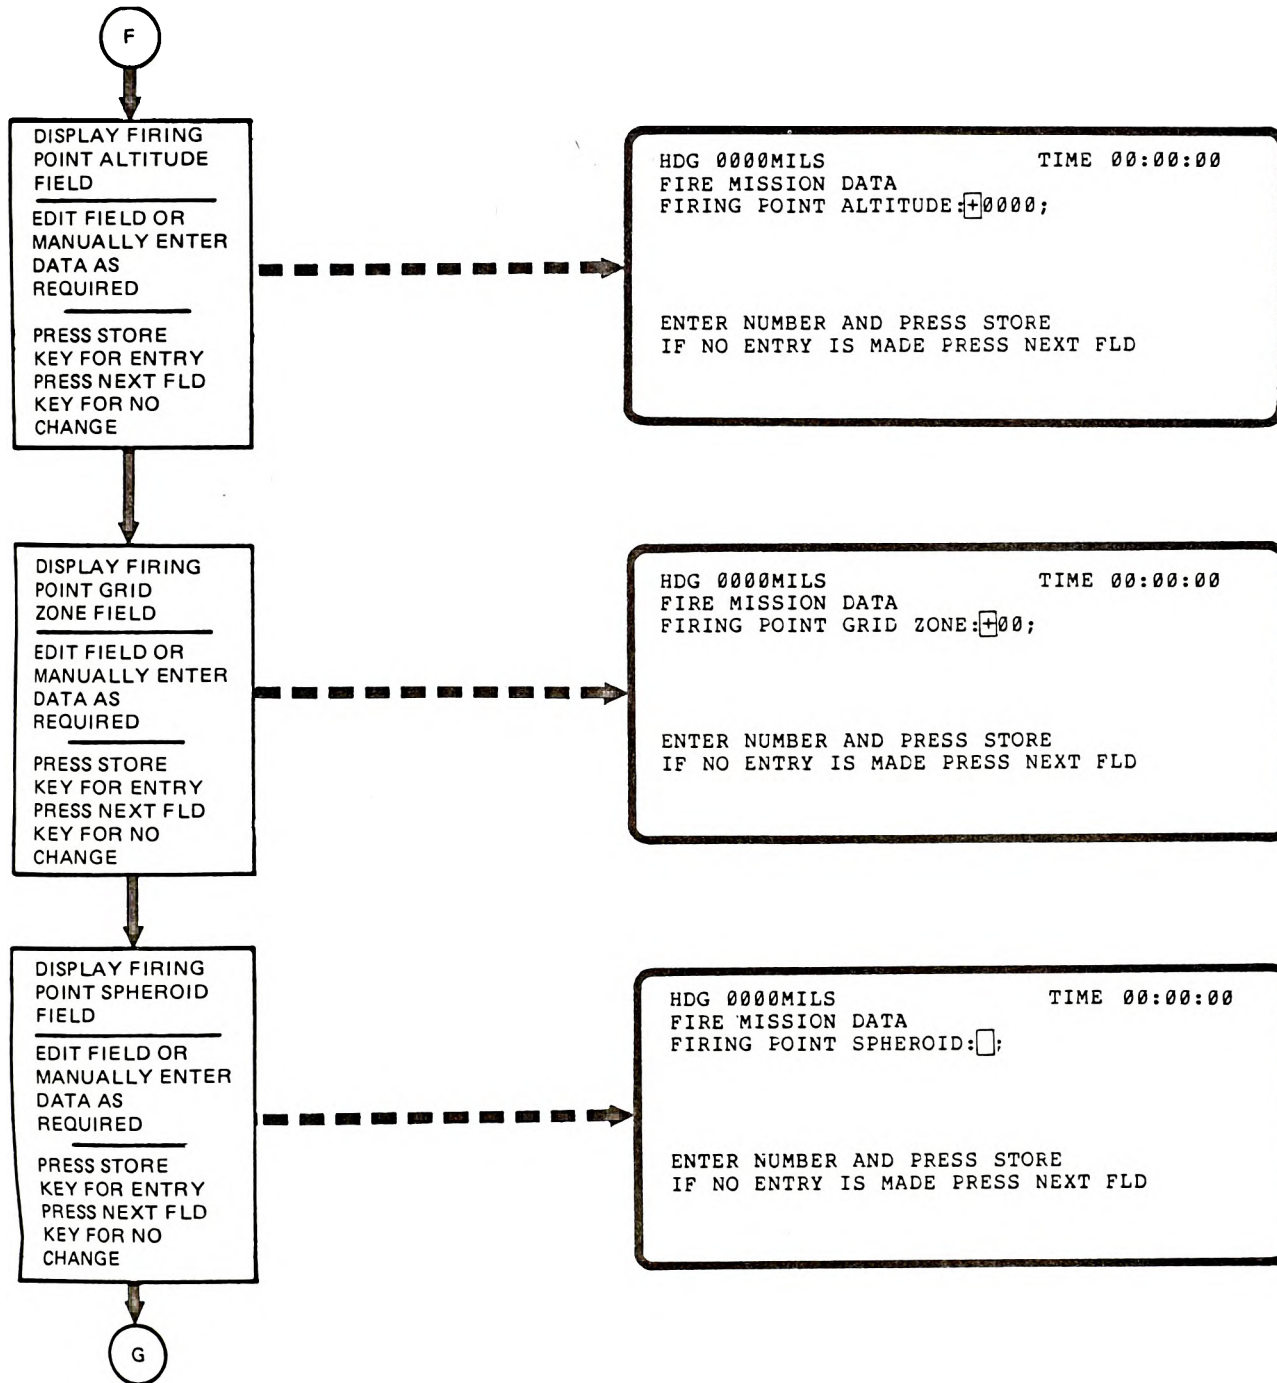 F
DISPLAY FIRING
POINT ALTITUDE
FIELD
EDIT FIELD OR
MANUALLY ENTER
DATA AS
REQUIRED
PRESS STORE
KEY FOR ENTRY
PRESS NEXT FLD
KEY FOR NO
CHANGE
HDG 0000MILS TIME 00:00:00
FIRE MISSION DATA
FIRING POINT ALTITUDE:+0000;
ENTER NUMBER AND PRESS STORE
IF NO ENTRY IS MADE PRESS NEXT FLD
DISPLAY FIRING
POINT GRID
ZONE FIELD
EDIT FIELD OR
MANUALLY ENTER
DATA AS
REQUIRED
PRESS STORE
KEY FOR ENTRY
PRESS NEXT FLD
KEY FOR NO
CHANGE
HDG 0000MILS TIME 00:00:00
FIRE MISSION DATA
FIRING POINT GRID ZONE:+00;
ENTER NUMBER AND PRESS STORE
IF NO ENTRY IS MADE PRESS NEXT FLD
DISPLAY FIRING
POINT SPHEROID
FIELD
EDIT FIELD OR
MANUALLY ENTER
DATA AS
REQUIRED
PRESS STORE
KEY FOR ENTRY
PRESS NEXT FLD
KEY FOR NO
CHANGE
HDG 0000MILS TIME 00:00:00
FIRE MISSION DATA
FIRING POINT SPHEROID: ;
ENTER NUMBER AND PRESS STORE
IF NO ENTRY IS MADE PRESS NEXT FLD
G